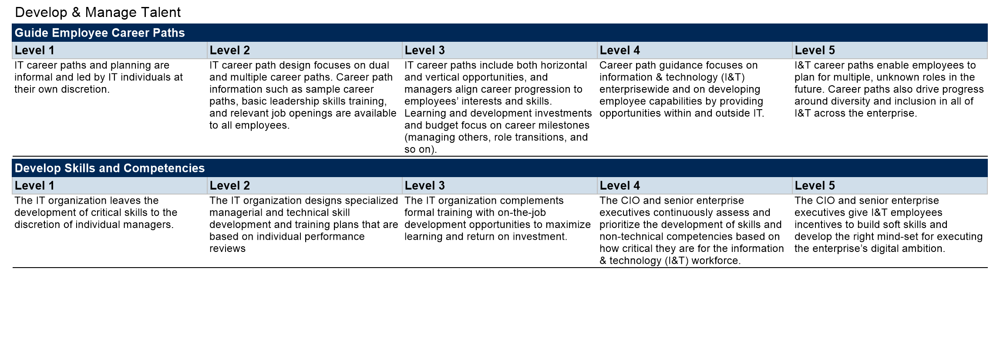 Develop & Manage Talent
Guide Employee Career Paths
Level 1
Level 2
Level 3
Level 4
Level 5
IT career paths and planning are
informal and led by IT individuals at
their own discretion.
IT career path design focuses on dual
and multiple career paths. Career path
information such as sample career
paths, basic leadership skills training,
and relevant job openings are available
to all employees.
IT career paths include both horizontal
and vertical opportunities, and
managers align career progression to
employees’ interests and skills.
Learning and development investments
and budget focus on career milestones
(managing others, role transitions, and
so on).
Career path guidance focuses on
information & technology (I&T)
enterprisewide and on developing
employee capabilities by providing
opportunities within and outside IT.
I&T career paths enable employees to
plan for multiple, unknown roles in the
future. Career paths also drive progress
around diversity and inclusion in all of
I&T across the enterprise.
Develop Skills and Competencies
Level 1
Level 2
Level 3
Level 4
Level 5
The IT organization leaves the
development of critical skills to the
discretion of individual managers.
The IT organization designs specialized
managerial and technical skill
development and training plans that are
based on individual performance
reviews
The IT organization complements
formal training with on-the-job
development opportunities to maximize
learning and return on investment.
The CIO and senior enterprise
executives continuously assess and
prioritize the development of skills and
non-technical competencies based on
how critical they are for the information
& technology (I&T) workforce.
The CIO and senior enterprise
executives give I&T employees
incentives to build soft skills and
develop the right mind-set for executing
the enterprise’s digital ambition.